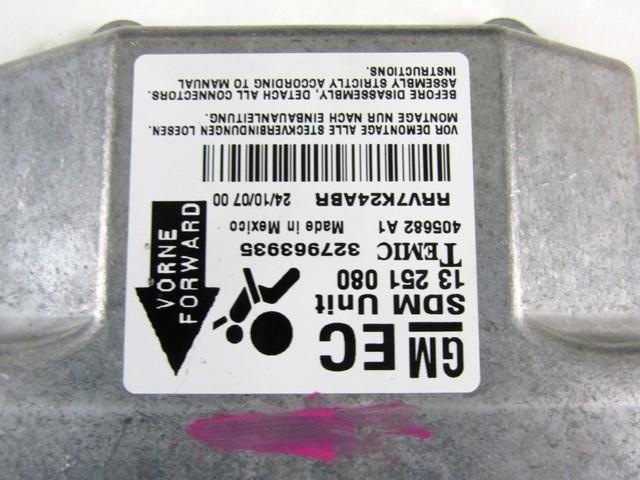 GM EC
SDM Unit
13 251 080
TEMIC 327963935
405682 A1 Made in Mexico
RRV7K24ABR 24/10/07 00
VORNE
FORWARD
VOR DEMONTAGE ALLE STECKVERBINDUNGEN LOESEN.
MONTAGE NUR NACH EINBAUANLEITUNG.
BEFORE DISASSEMBLY, DETACH ALL CONNECTORS.
ASSEMBLY STRICTLY ACCORDING TO MANUAL
INSTRUCTIONS.